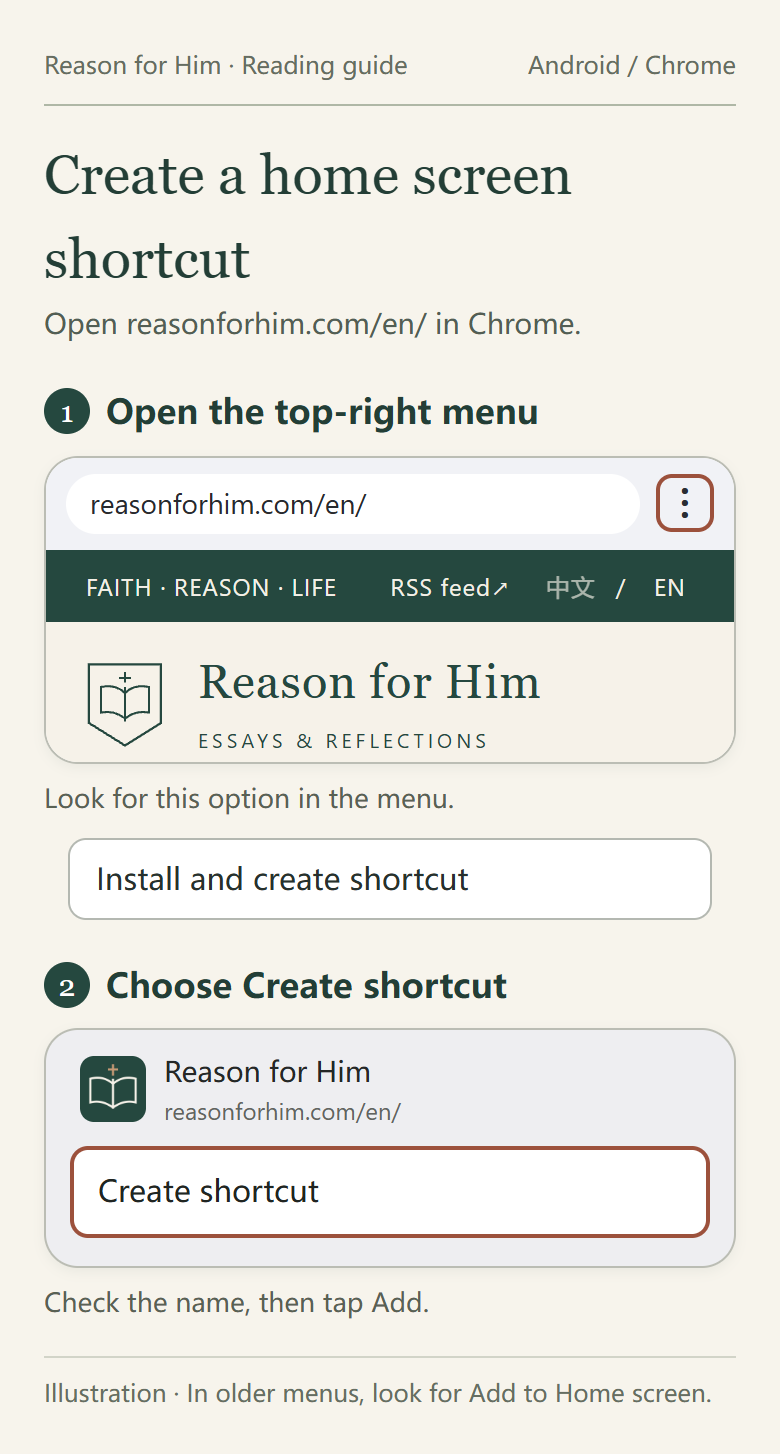 Reason for Him · Reading guide
Android / Chrome
Create a home screen
shortcut
Open reasonforhim.com/en/ in Chrome.
1 Open the top-right menu
reasonforhim.com/en/
FAITH · REASON · LIFE
RSS feed↗
中文 / EN
Reason for Him
ESSAYS & REFLECTIONS
Look for this option in the menu.
Install and create shortcut
2 Choose Create shortcut
Reason for Him
reasonforhim.com/en/
Create shortcut
Check the name, then tap Add.
Illustration · In older menus, look for Add to Home screen.